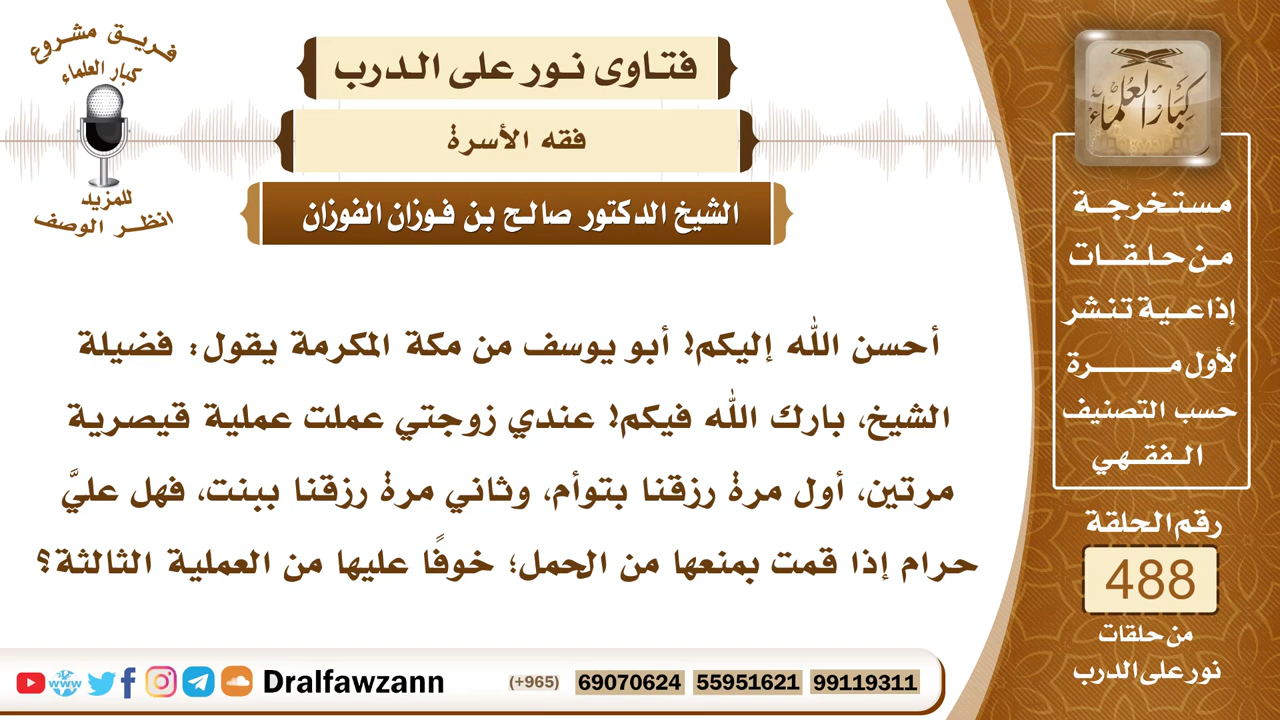 فريق مشروع
كبار العلماء
للمزيد
انظر الوصف
فتاوى نور على الدرب
فقه الأسرة
الشيخ الدكتور صالح بن فوزان الفوزان
أحسن الله إليكم! أبو يوسف من مكة المكرمة يقول: فضيلة
الشيخ، بارك الله فيكم! عندي زوجتي عملت عملية قيصرية
مرتين، أول مرة رزقنا بتوأم، وثاني مرة رزقنا ببنت، فهل عليَّ
حرام إذا قمت بمنعها من الحمل؛ خوفًا عليها من العملية الثالثة؟
كبار العلماء
مستخرجة
من حلقات
إذاعية تنشر
لأول مرة
حسب التصنيف
الفقهي
رقم الحلقة
488
من حلقات
نور على الدرب
www Dralfawzann (+965) 69070624 55951621 99119311